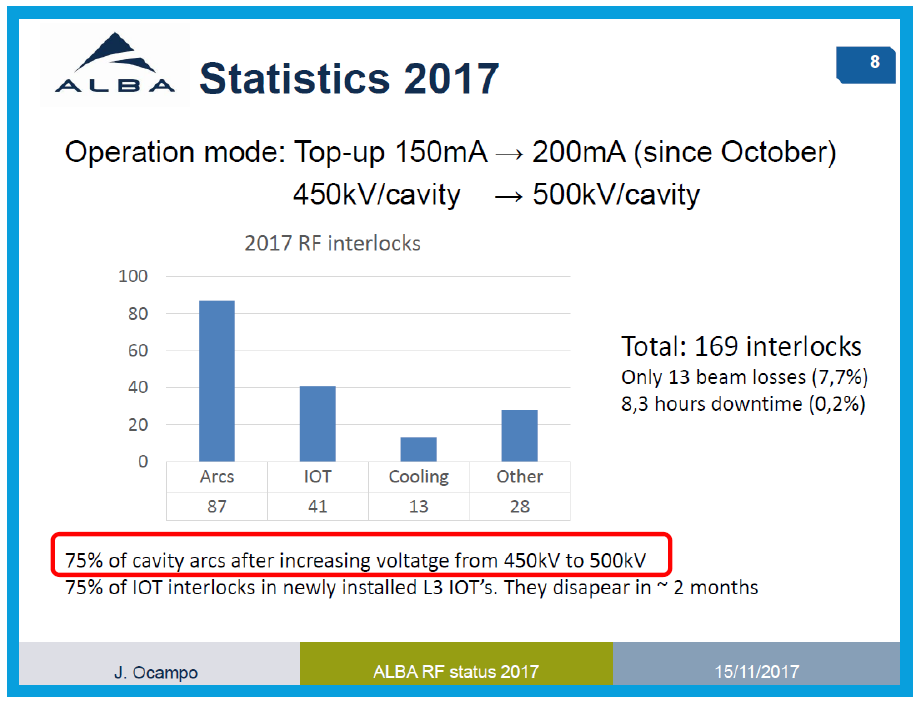 ALBA
Statistics 2017
8
Operation mode: Top-up 150mA → 200mA (since October)
450kV/cavity → 500kV/cavity
2017 RF interlocks
100
80
60
40
20
0
Arcs IOT Cooling Other
87 41 13 28
Total: 169 interlocks
Only 13 beam losses (7,7%)
8,3 hours downtime (0,2%)
75% of cavity arcs after increasing voltatge from 450kV to 500kV
75% of IOT interlocks in newly installed L3 IOT’s. They disapear in ~ 2 months
J. Ocampo
ALBA RF status 2017
15/11/2017